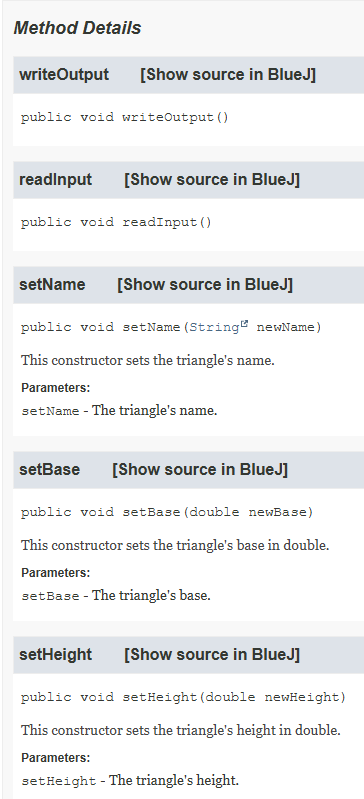 Method Details
writeOutput [Show source in BlueJ]
public void writeOutput()
readInput [Show source in BlueJ]
public void readInput()
setName [Show source in BlueJ]
public void setName(String newName)
This constructor sets the triangle's name.
Parameters:
setName - The triangle's name.
setBase [Show source in BlueJ]
public void setBase(double newBase)
This constructor sets the triangle's base in double.
Parameters:
setBase - The triangle's base.
setHeight [Show source in BlueJ]
public void setHeight(double newHeight)
This constructor sets the triangle's height in double.
Parameters:
setHeight - The triangle's height.